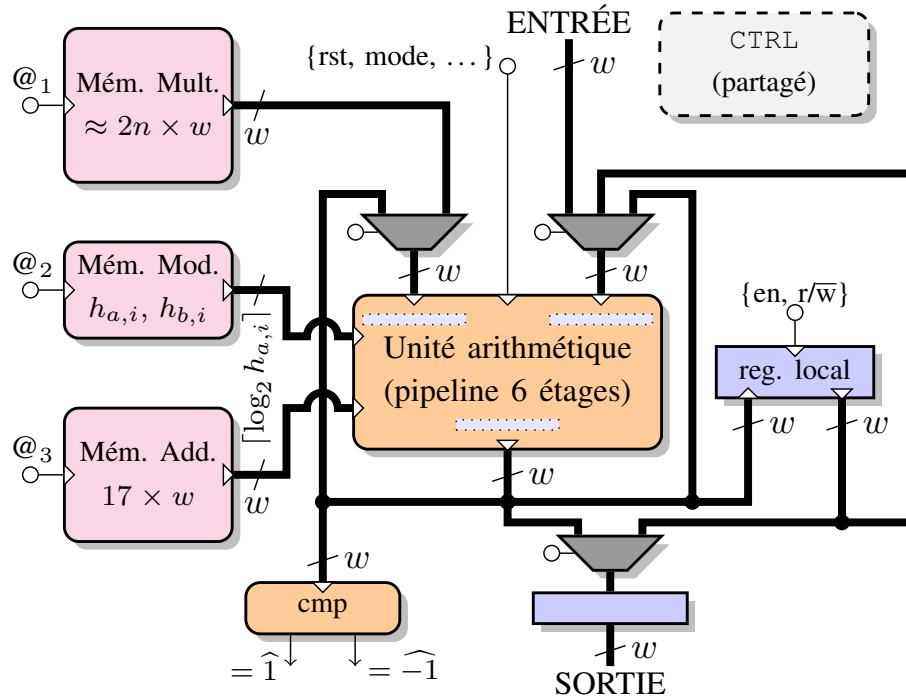 ENTRÉE
CTRL
(partagé)
{rst, mode, …}
w
@₁
Mém. Mult.
≈ 2n × w
w
@₂
Mém. Mod.
h_{a,i}, h_{b,i}
⌈log₂ h_{a,i}⌉
w
w
{en, r/w̅}
Unité arithmétique
(pipeline 6 étages)
reg. local
@₃
Mém. Add.
17 × w
w
w
w
w
w
cmp
= 1̂
= -1̂
w
SORTIE